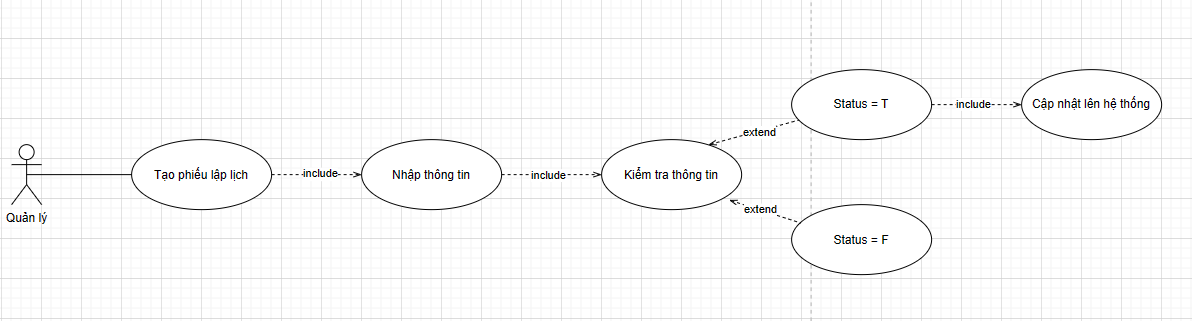 Quản lý
Tạo phiếu lập lịch
include
Nhập thông tin
include
Kiểm tra thông tin
extend
Status = T
include
Cập nhật lên hệ thống
extend
Status = F